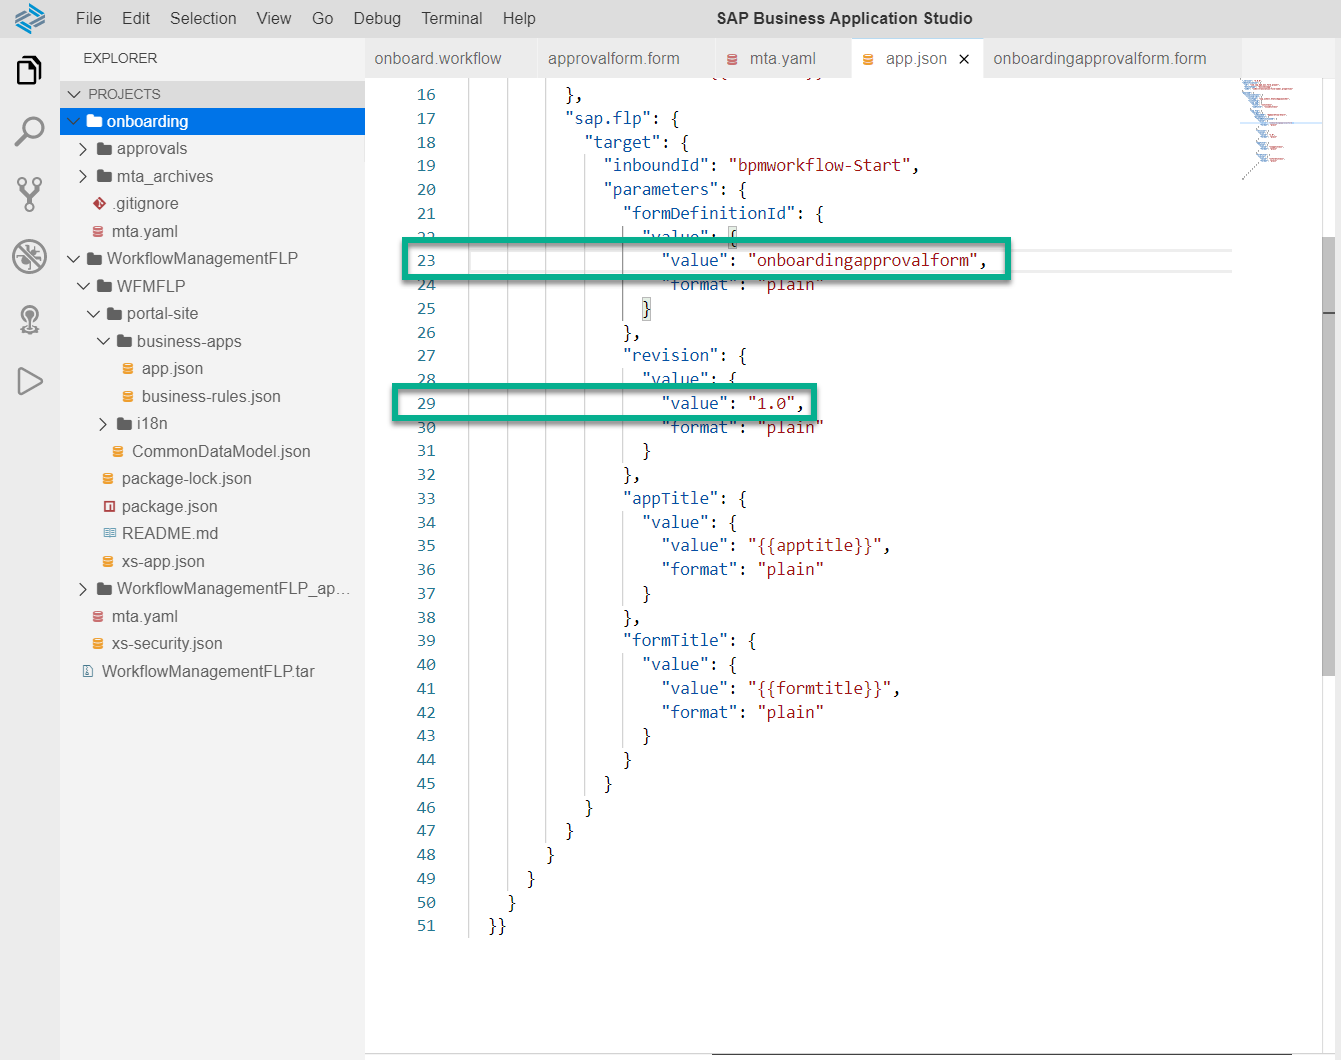 File Edit Selection View Go Debug Terminal Help
SAP Business Application Studio
EXPLORER
PROJECTS
onboarding
approvals
mta_archives
.gitignore
mta.yaml
WorkflowManagementFLP
WFMFLP
portal-site
business-apps
app.json
business-rules.json
i18n
CommonDataModel.json
package-lock.json
package.json
README.md
xs-app.json
WorkflowManagementFLP_ap...
mta.yaml
xs-security.json
WorkflowManagementFLP.tar
onboard.workflow approvalform.form mta.yaml app.json onboardingapprovalform.form
16 },
17 "sap.flp": {
18 "target": {
19 "inboundId": "bpmworkflow-Start",
20 "parameters": {
21 "formDefinitionId": {
22 "value": {
23 "value": "onboardingapprovalform",
24 "format": "plain"
25 }
26 },
27 "revision": {
28 "value": {
29 "value": "1.0",
30 "format": "plain"
31 }
32 },
33 "appTitle": {
34 "value": {
35 "value": "{{apptitle}}",
36 "format": "plain"
37 }
38 },
39 "formTitle": {
40 "value": {
41 "value": "{{formtitle}}",
42 "format": "plain"
43 }
44 }
45 }
46 }
47 }
48 }
49 }
50 }
51 }}